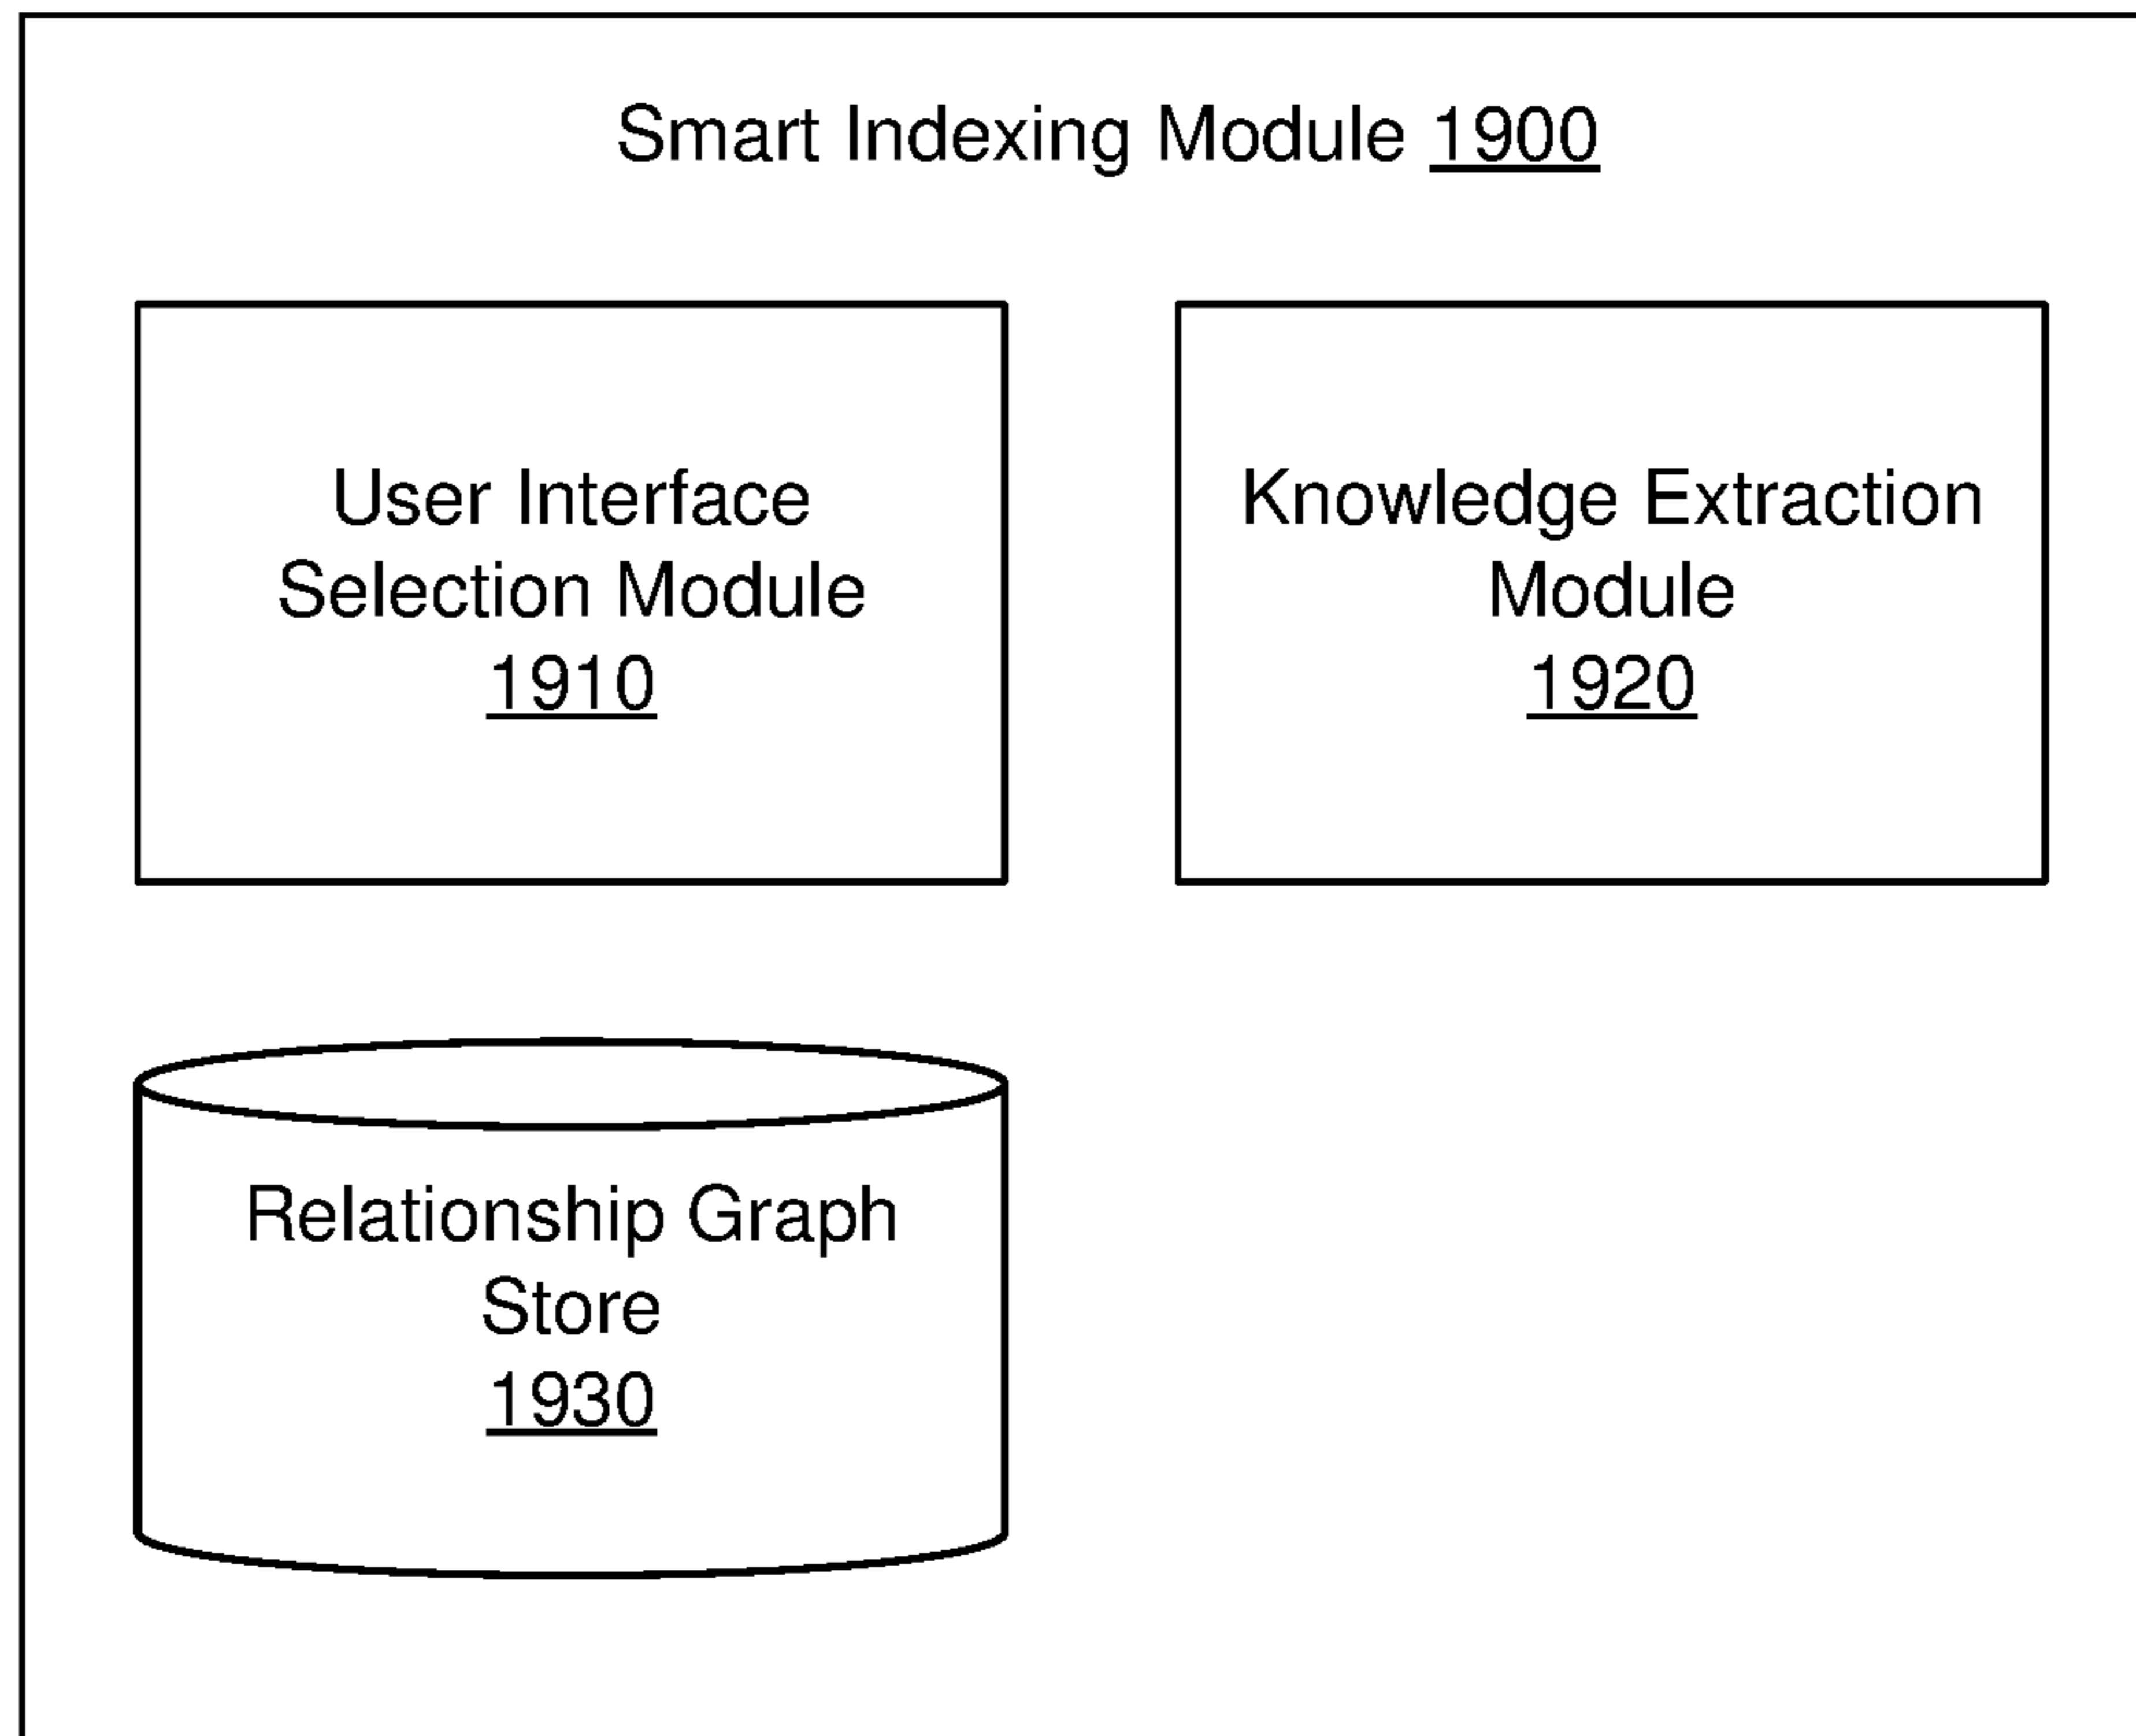 Smart Indexing Module 1900
User Interface
Selection Module
1910
Knowledge Extraction
Module
1920
Relationship Graph
Store
1930